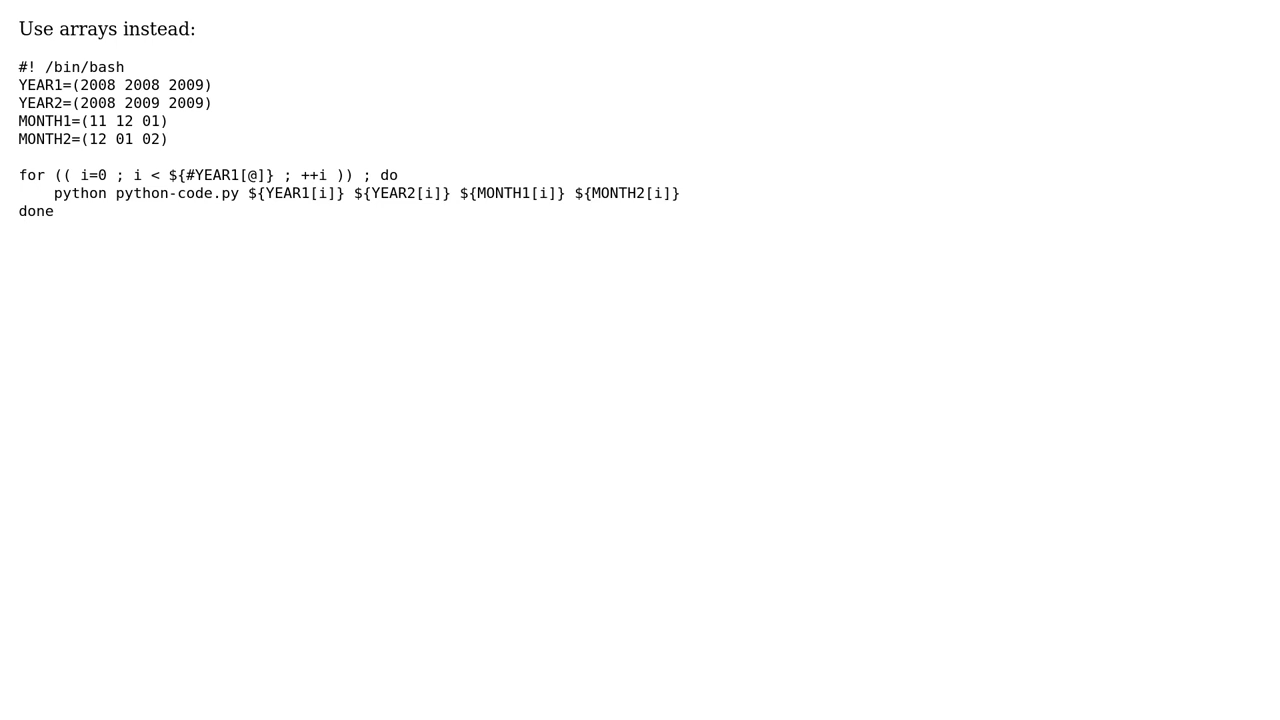 Use arrays instead:
#! /bin/bash
YEAR1=(2008 2008 2009)
YEAR2=(2008 2009 2009)
MONTH1=(11 12 01)
MONTH2=(12 01 02)
for (( i=0 ; i < ${#YEAR1[@]} ; ++i )) ; do
    python python-code.py ${YEAR1[i]} ${YEAR2[i]} ${MONTH1[i]} ${MONTH2[i]}
done